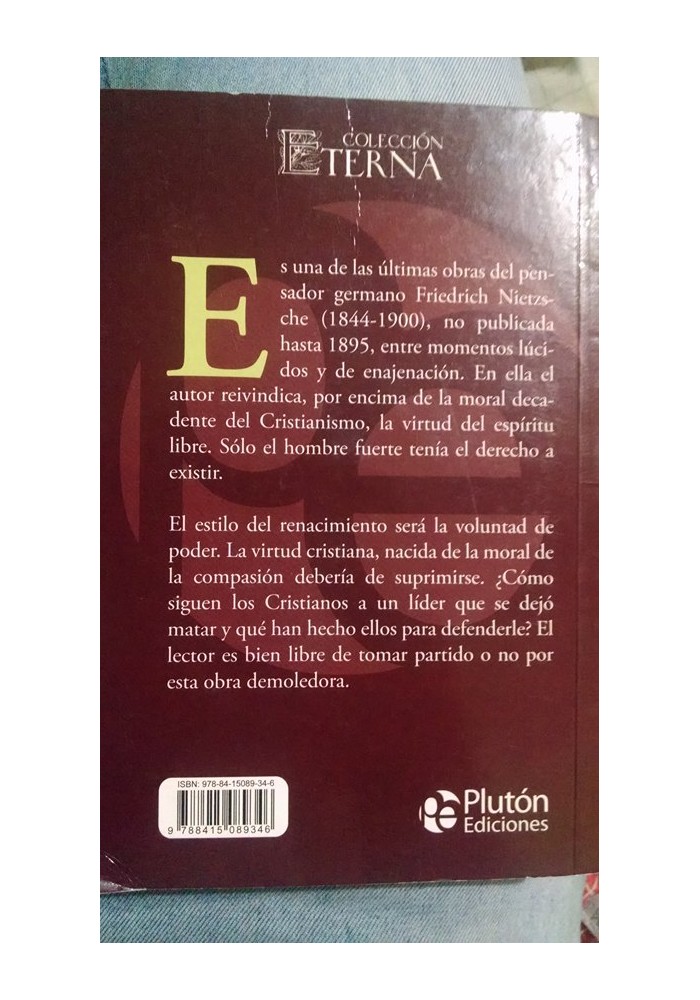 COLECCIÓN
ETERNA
Es una de las últimas obras del pen-
sador germano Friedrich Nietzs-
che (1844-1900), no publicada
hasta 1895, entre momentos lúci-
dos y de enajenación. En ella el
autor reivindica, por encima de la moral deca-
dente del Cristianismo, la virtud del espíritu
libre. Sólo el hombre fuerte tenía el derecho a
existir.
El estilo del renacimiento será la voluntad de
poder. La virtud cristiana, nacida de la moral de
la compasión debería de suprimirse. ¿Cómo
siguen los Cristianos a un líder que se dejó
matar y qué han hecho ellos para defenderle? El
lector es bien libre de tomar partido o no por
esta obra demoledora.
ISBN: 978-84-15089-34-6
9 788415 089346
pe Plutón
Ediciones